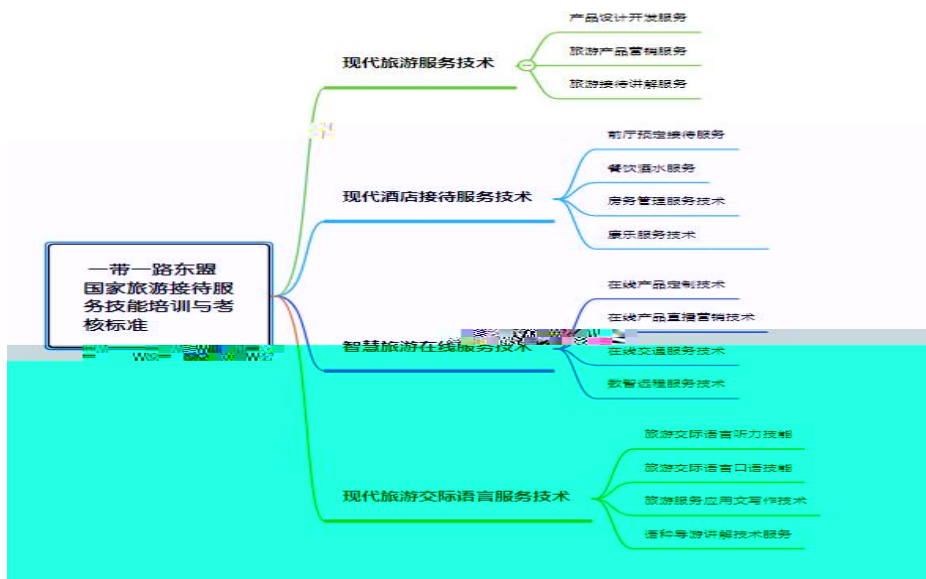 一带一路东盟
国家旅游接待服
务技能培训与考
核标准
现代旅游服务技术
产品设计开发服务
旅游产品营销服务
旅游接待讲解服务
现代酒店接待服务技术
前厅预定接待服务
餐饮酒水服务
房务管理服务技术
康乐服务技术
智慧旅游在线服务技术
在线产品定制技术
在线产品直播营销技术
在线交通服务技术
数智远程服务技术
现代旅游交际语言服务技术
旅游交际语言听力技能
旅游交际语言口语技能
旅游服务应用文写作技术
语种导游讲解技术服务